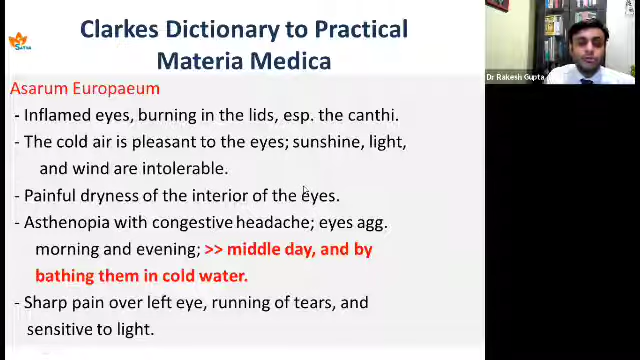 Clarkes Dictionary to Practical
Materia Medica
Asarum Europaeum
- Inflamed eyes, burning in the lids, esp. the canthi.
- The cold air is pleasant to the eyes; sunshine, light,
and wind are intolerable.
- Painful dryness of the interior of the eyes.
- Asthenopia with congestive headache; eyes agg.
morning and evening; >> middle day, and by
bathing them in cold water.
- Sharp pain over left eye, running of tears, and
sensitive to light.
Dr Rakesh Gupta